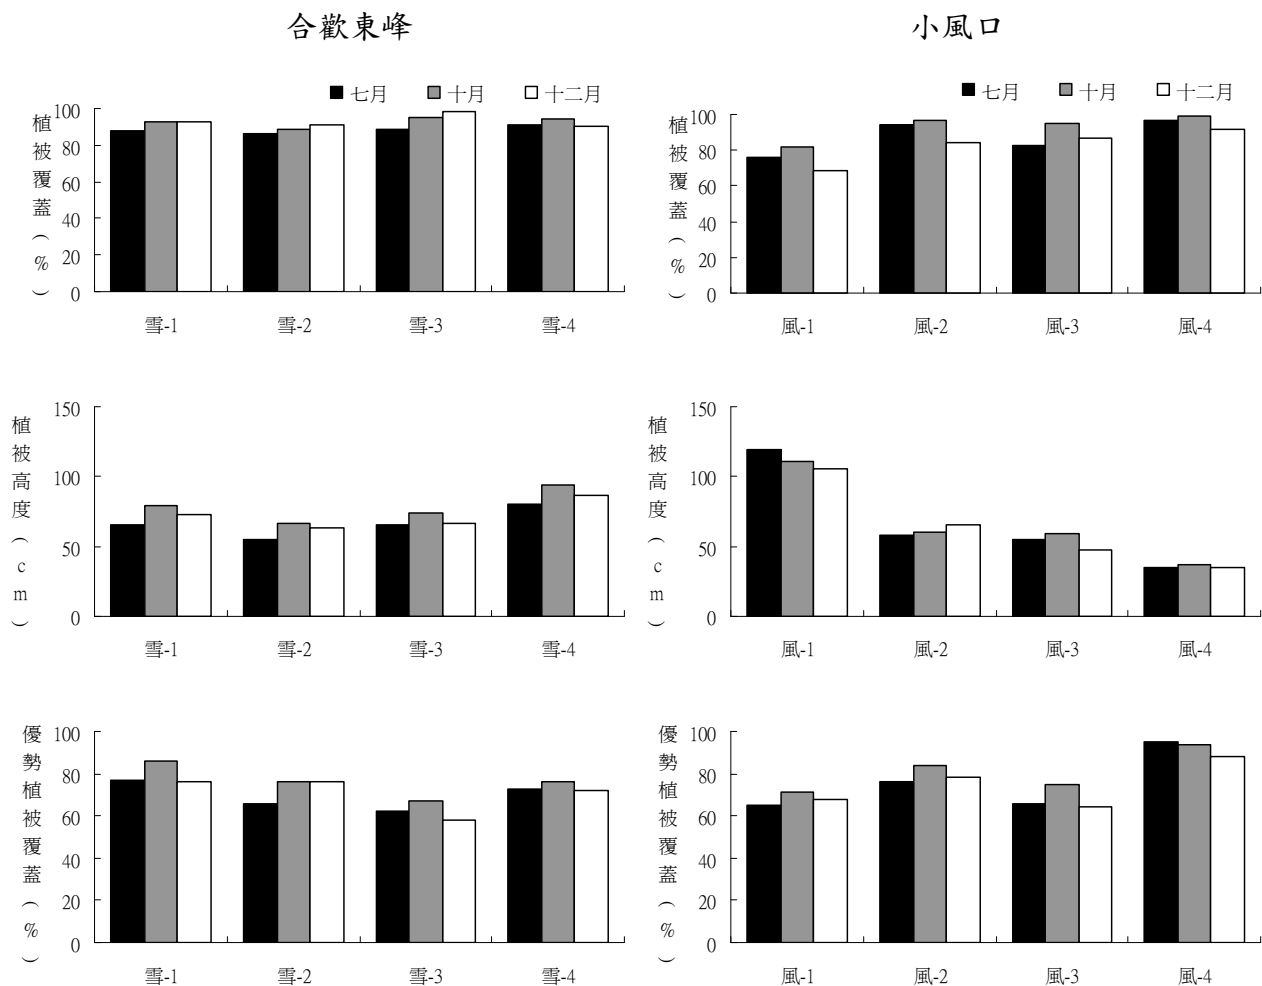 合歡東峰
七月 十月 十二月
植被覆蓋(%)
100
80
60
40
20
0
雪-1 雪-2 雪-3 雪-4
小風口
七月 十月 十二月
植被覆蓋(%)
100
80
60
40
20
0
風-1 風-2 風-3 風-4
植被高度(cm)
150
100
50
0
雪-1 雪-2 雪-3 雪-4
植被高度(cm)
150
100
50
0
風-1 風-2 風-3 風-4
優勢植被覆蓋(%)
100
80
60
40
20
0
雪-1 雪-2 雪-3 雪-4
優勢植被覆蓋(%)
100
80
60
40
20
0
風-1 風-2 風-3 風-4